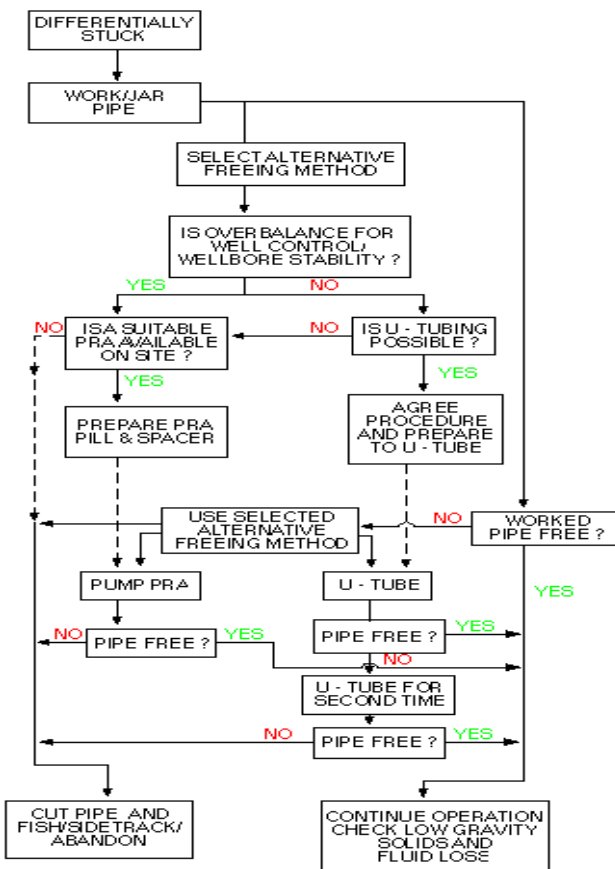 DIFFERENTIALLY
STUCK
WORK/JAR
PIPE
SELECT ALTERNATIVE
FREEING METHOD
IS OVERBALANCE FOR
WELL CONTROL/
WELLBORE STABILITY ?
YES
NO
NO
IS A SUITABLE
PRA AVAILABLE
ON SITE ?
NO
IS U - TUBING
POSSIBLE ?
YES
YES
PREPARE PRA
PILL & SPACER
AGREE
PROCEDURE
AND PREPARE
TO U - TUBE
USE SELECTED
ALTERNATIVE
FREEING METHOD
NO
WORKED
PIPE FREE ?
PUMP PRA
U - TUBE
YES
NO
PIPE FREE ?
YES
PIPE FREE ?
YES
NO
U - TUBE FOR
SECOND TIME
NO
PIPE FREE ?
YES
CUT PIPE AND
FISH/SIDETRACK/
ABANDON
CONTINUE OPERATION
CHECK LOW GRAVITY
SOLIDS AND
FLUID LOSS